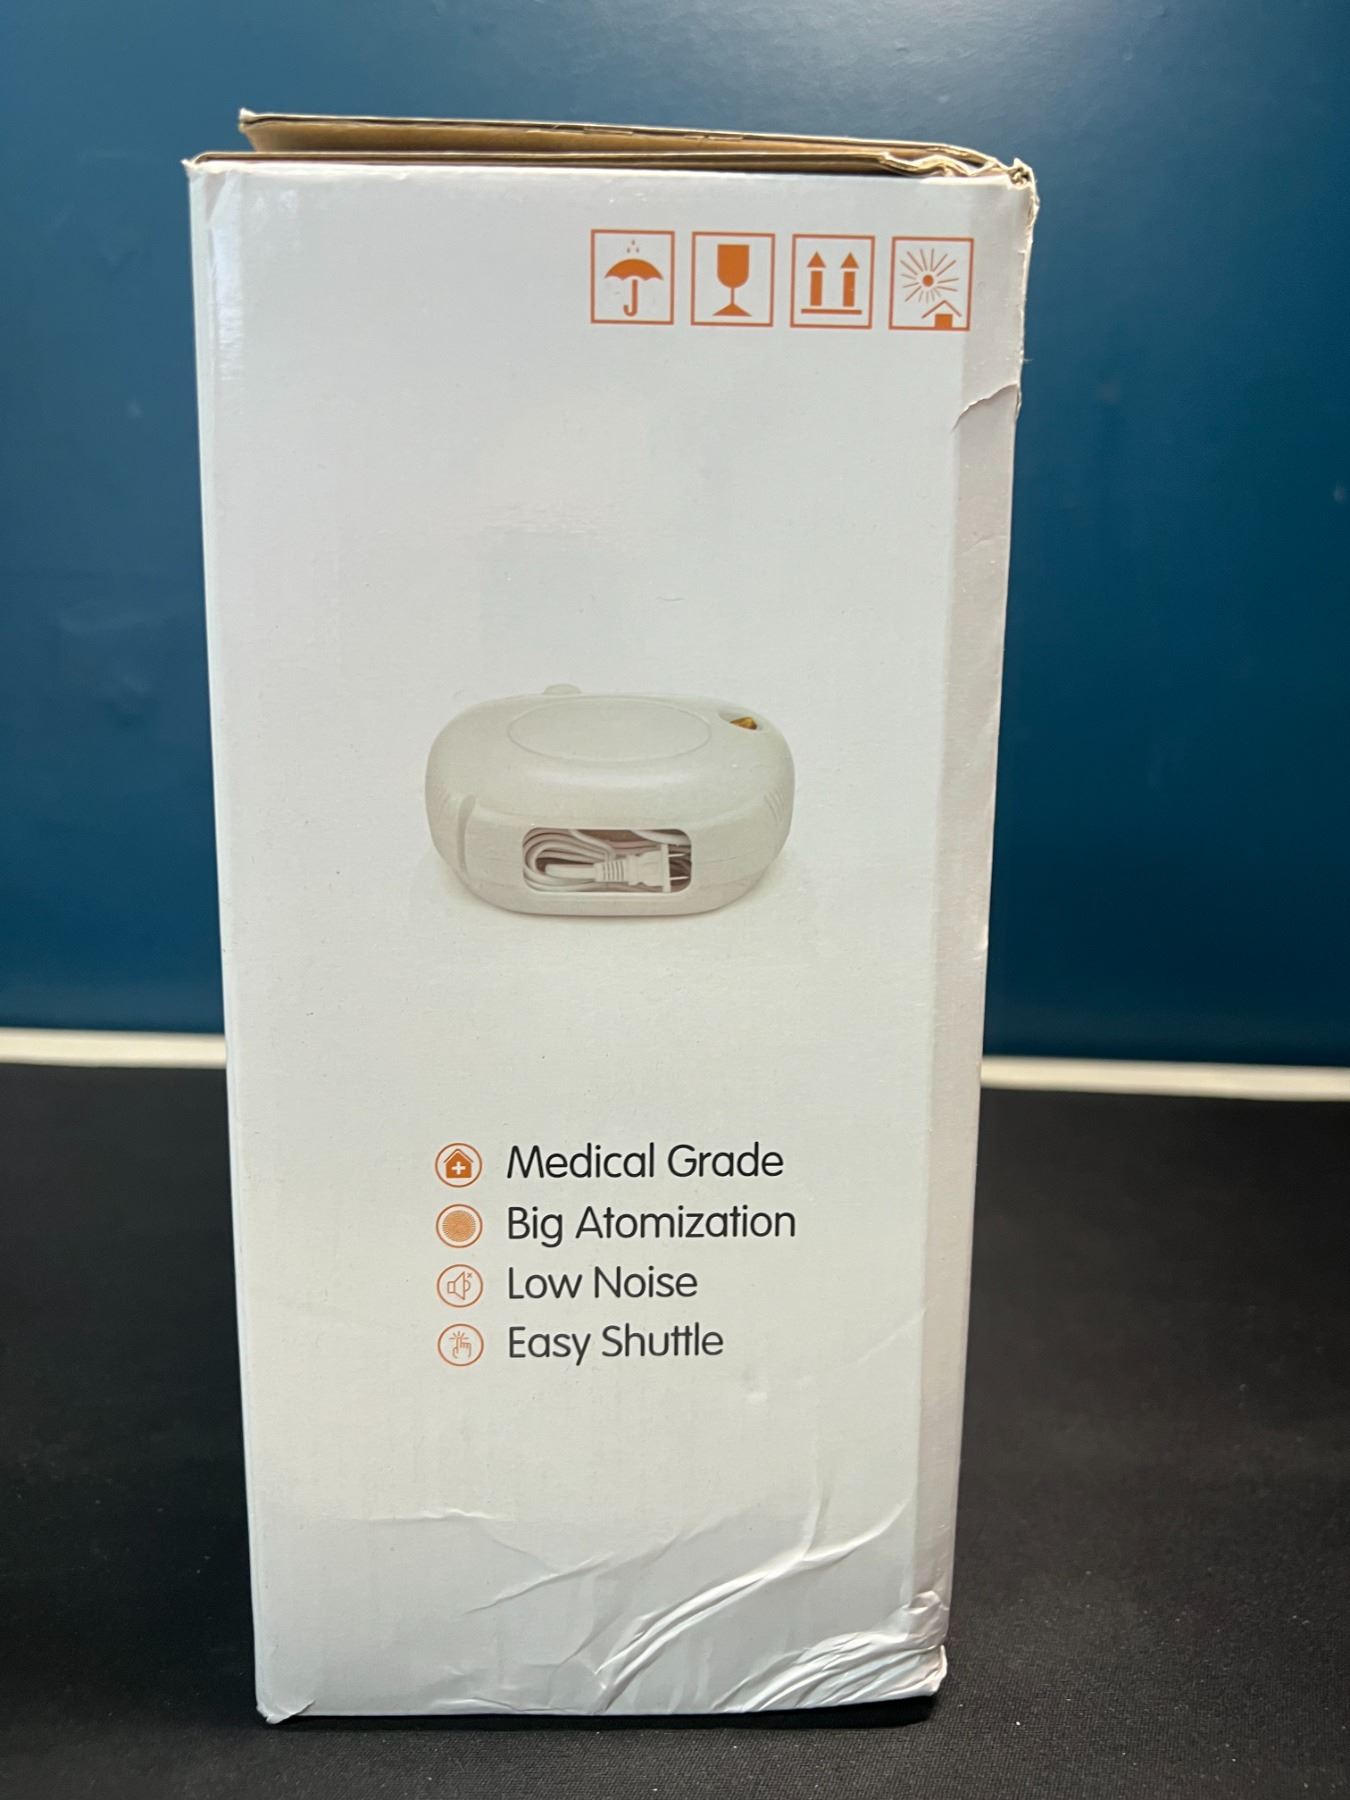 Medical Grade
Big Atomization
Low Noise
Easy Shuttle